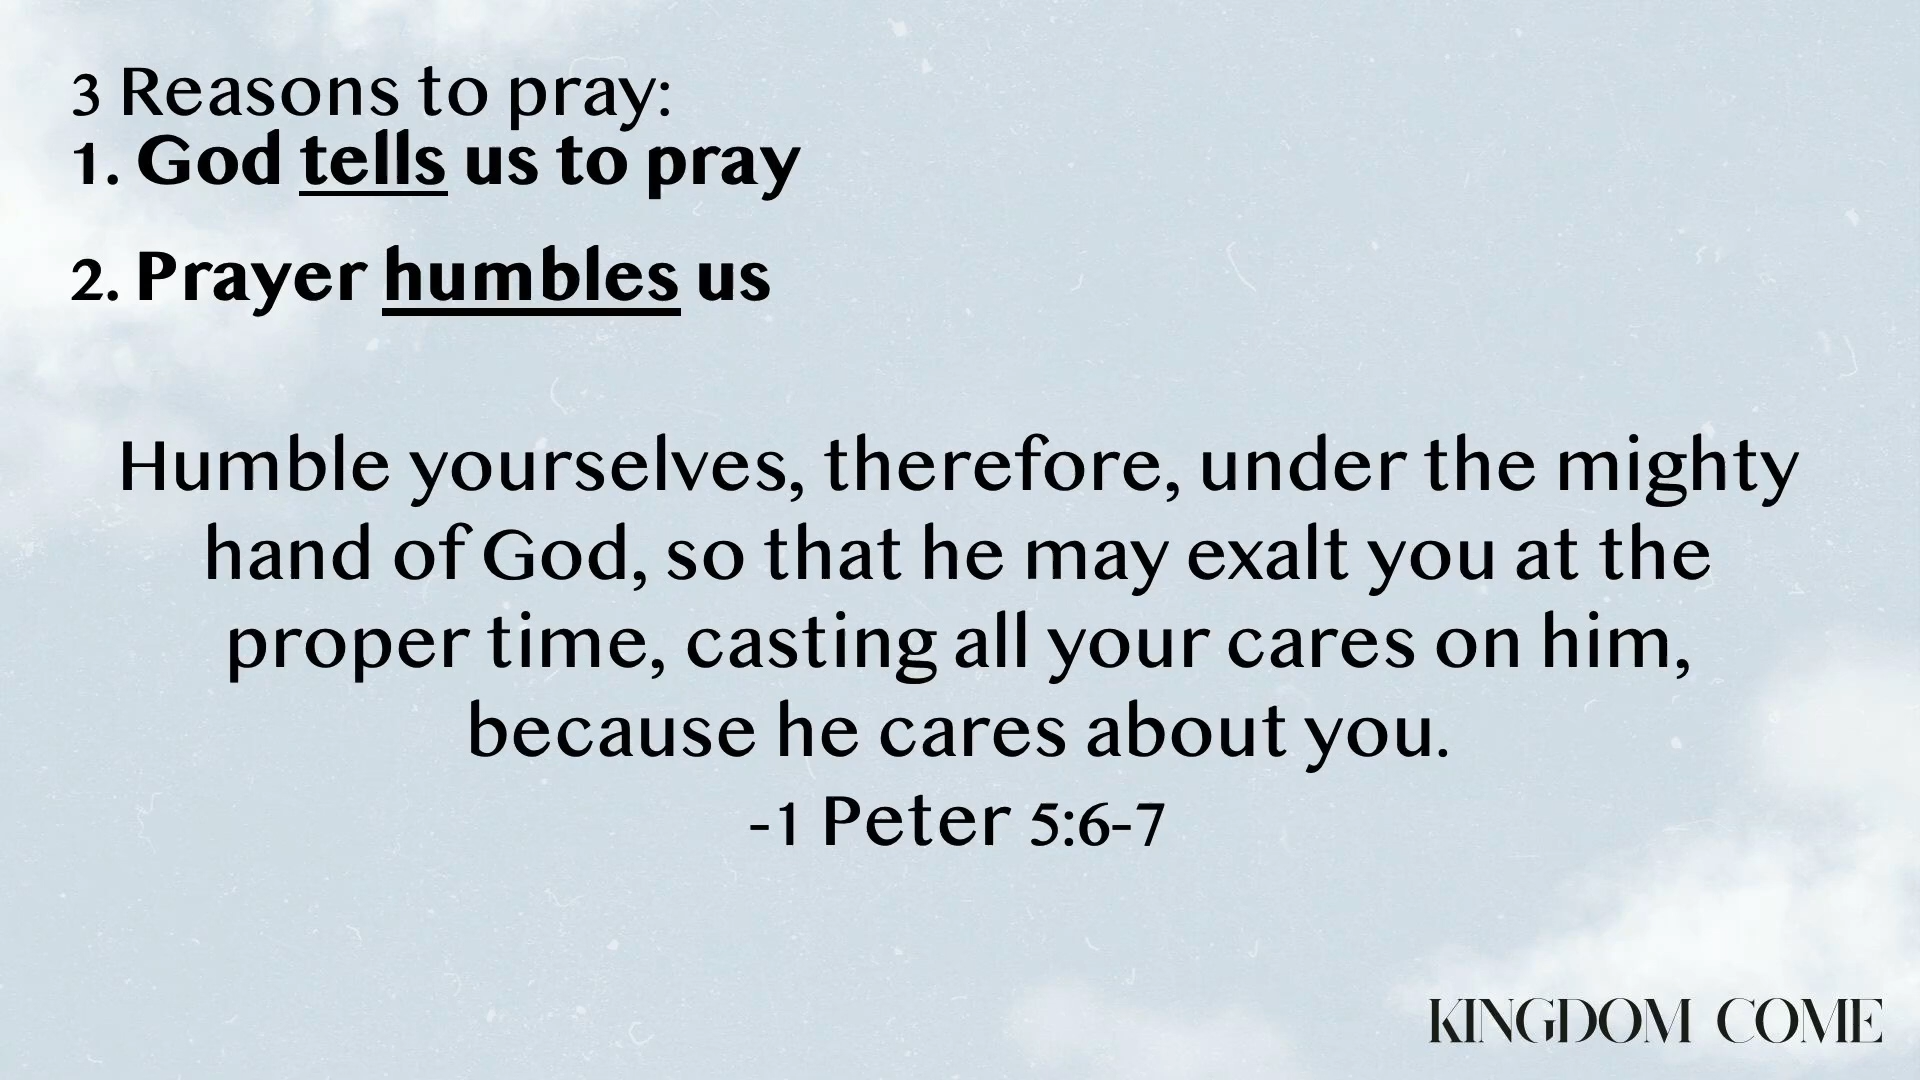 3 Reasons to pray:
1. God tells us to pray
2. Prayer humbles us
Humble yourselves, therefore, under the mighty
hand of God, so that he may exalt you at the
proper time, casting all your cares on him,
because he cares about you.
-1 Peter 5:6-7
KINGDOM COME